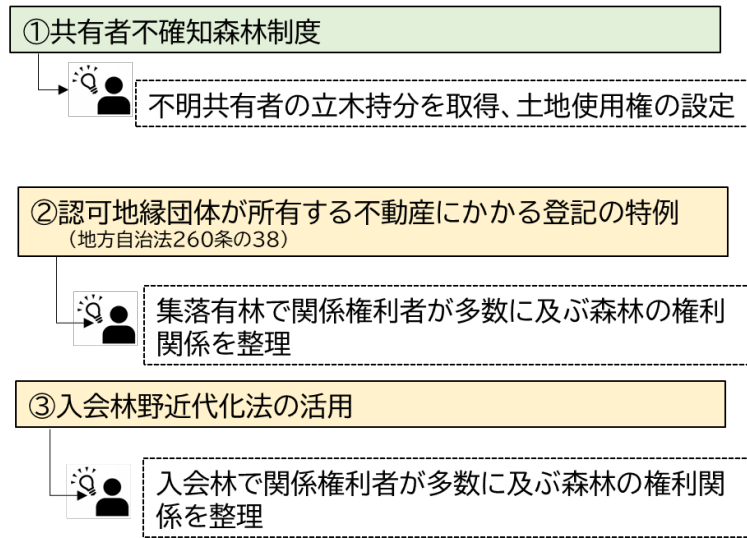 ①共有者不確知森林制度
不明共有者の立木持分を取得、土地使用権の設定
②認可地縁団体が所有する不動産にかかる登記の特例
（地方自治法260条の38）
集落有林で関係権利者が多数に及ぶ森林の権利
関係を整理
③入会林野近代化法の活用
入会林で関係権利者が多数に及ぶ森林の権利関
係を整理